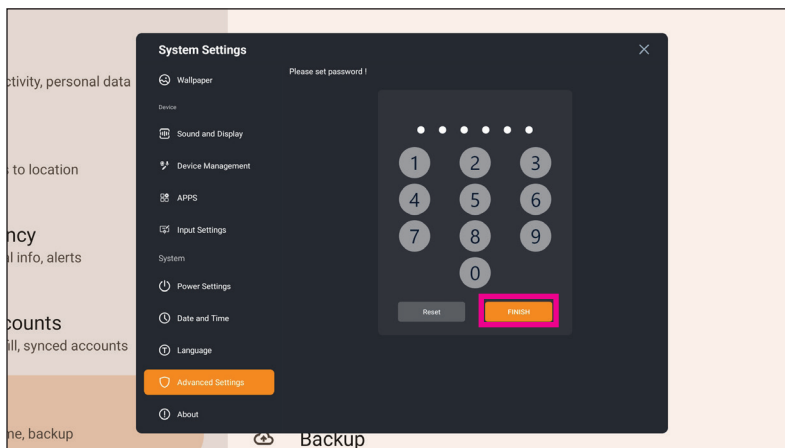 System Settings
Wallpaper
Device
Sound and Display
Device Management
APPS
Input Settings
System
Power Settings
Date and Time
Language
Advanced Settings
About
Please set password !
1 2 3
4 5 6
7 8 9
0
Reset FINISH
ctivity, personal data
to location
ncy
al info, alerts
counts
ill, synced accounts
me, backup
Backup